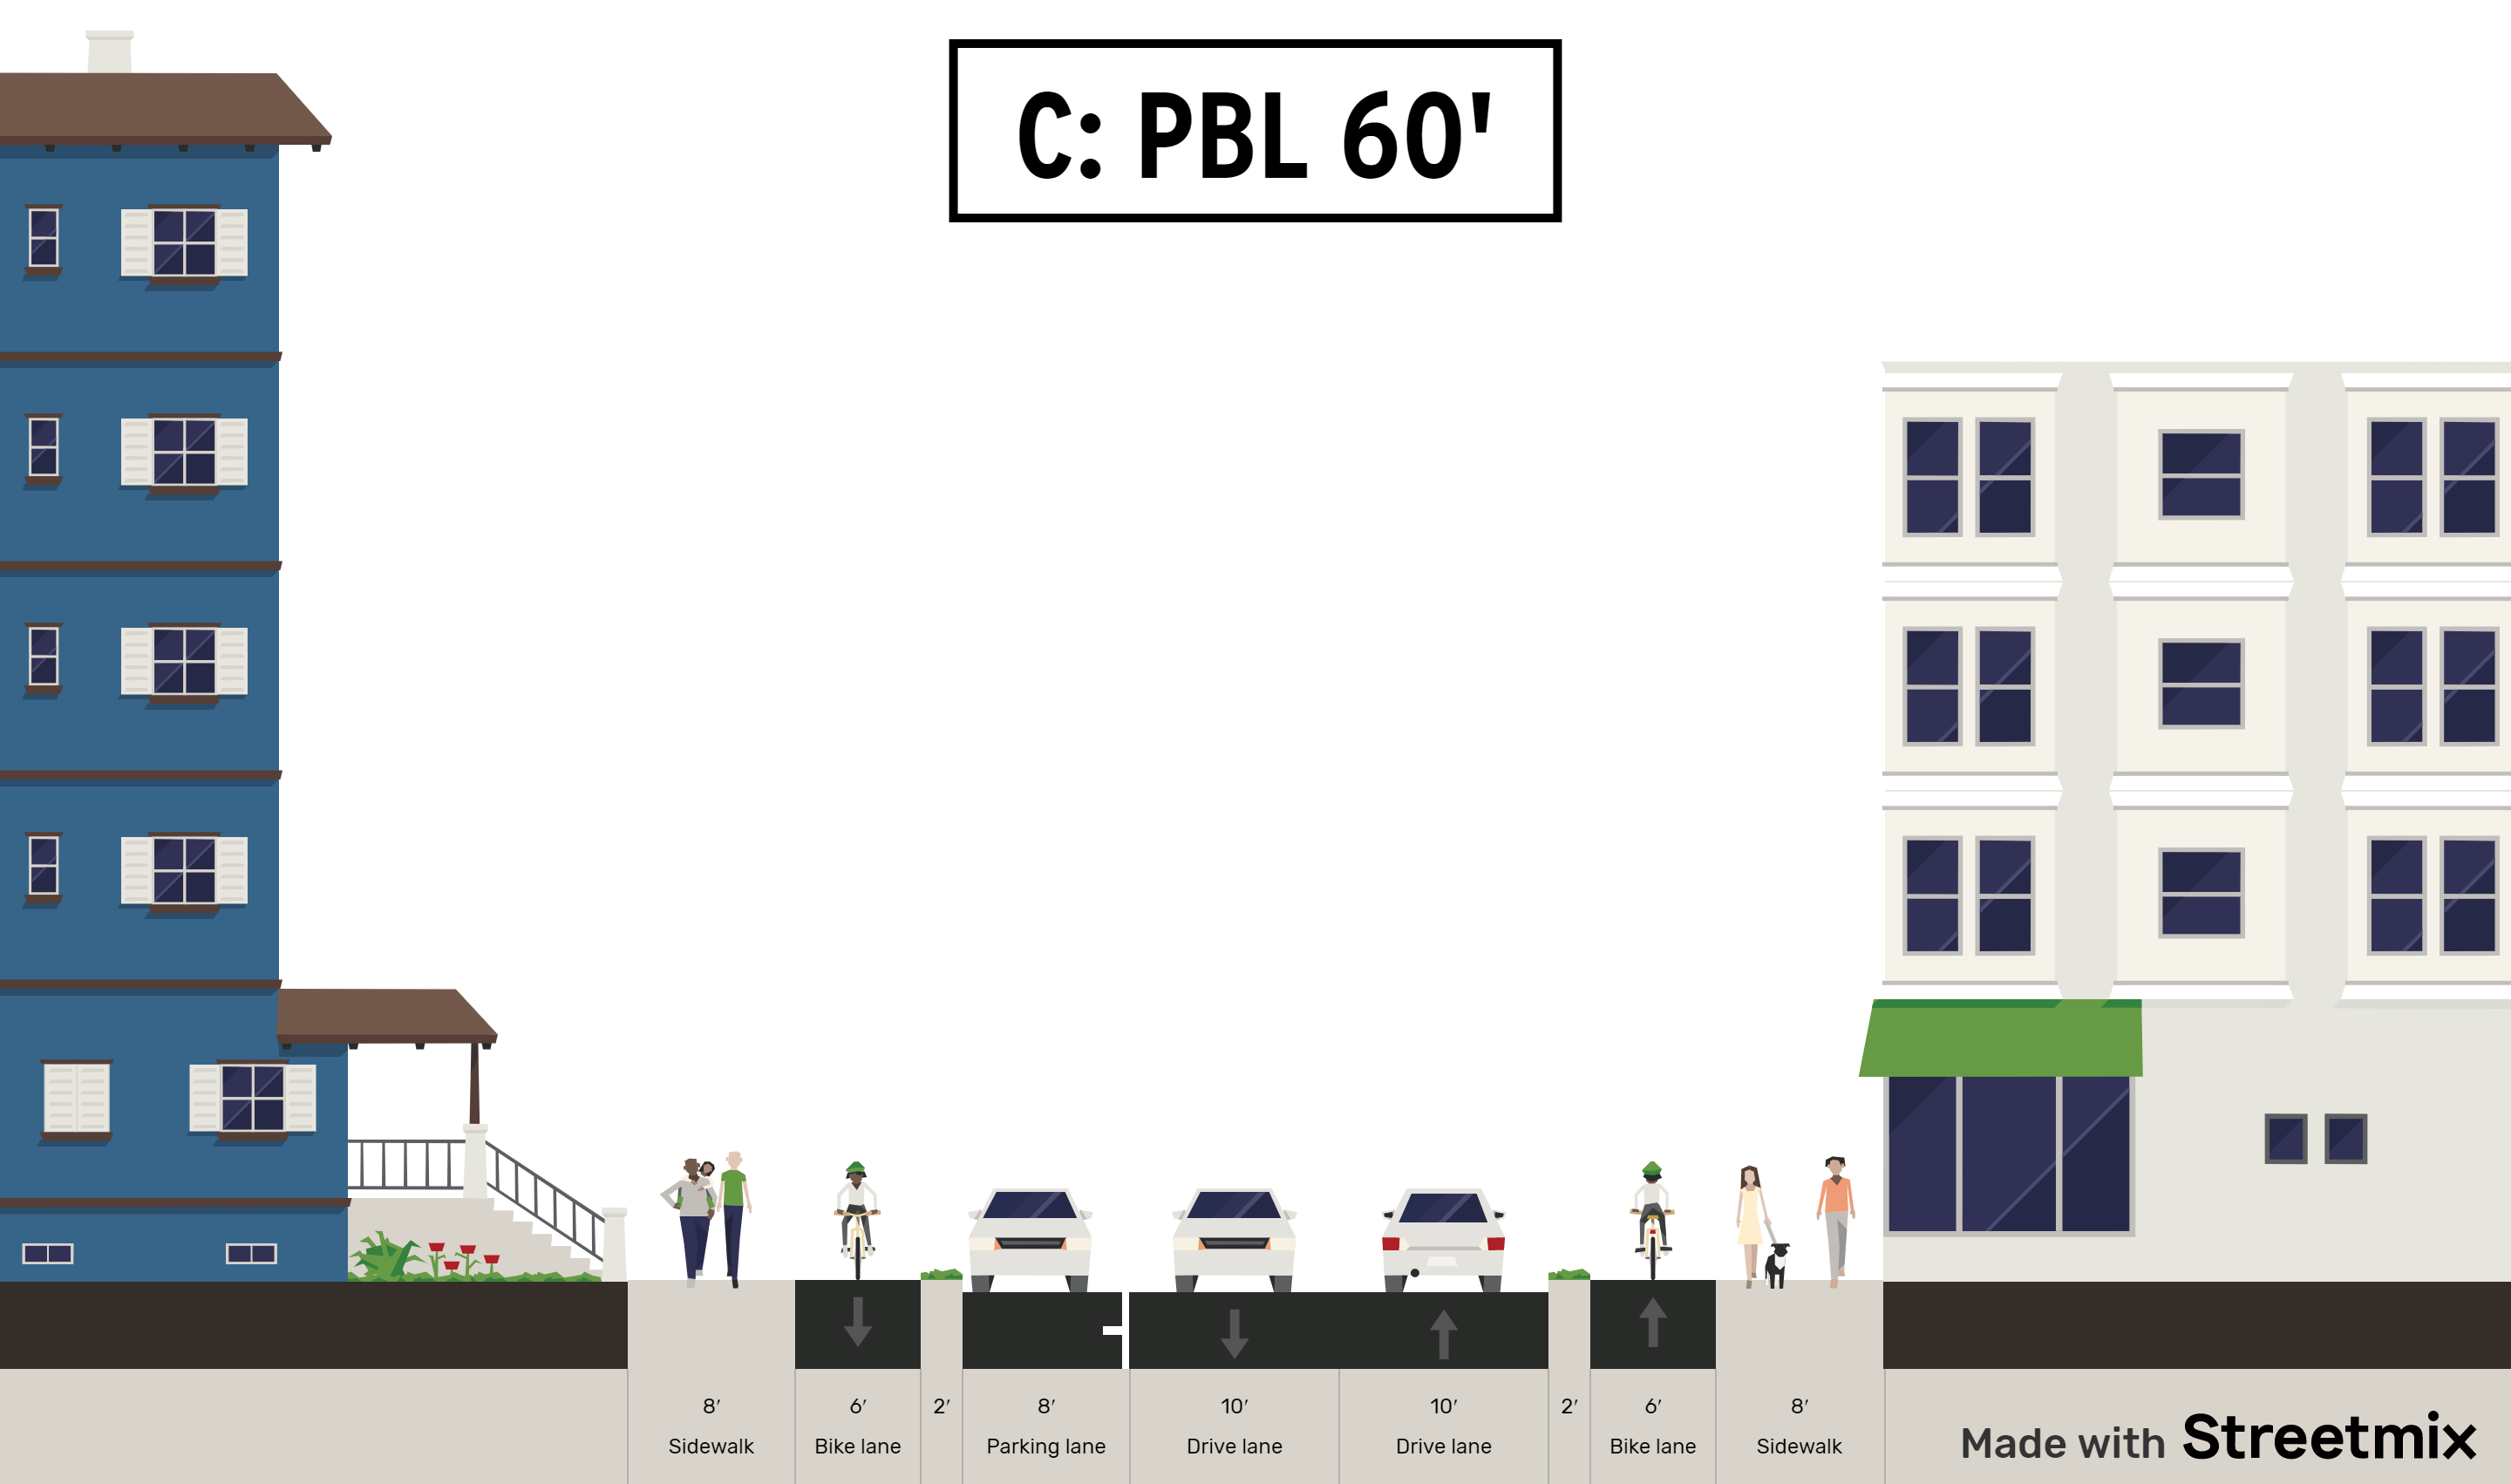 C: PBL 60'
8′ 6′ 2′ 8′ 10′ 10′ 2′ 6′ 8′
Sidewalk Bike lane Parking lane Drive lane Drive lane Bike lane Sidewalk
Made with Streetmix